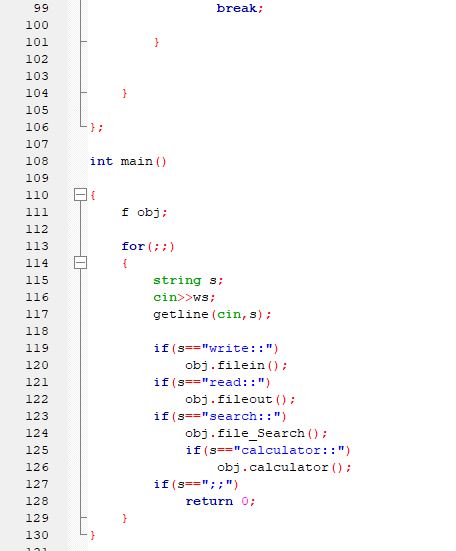 99 break;
100
101 }
102
103
104 }
105
106 };
107
108 int main()
109
110 {
111 f obj;
112
113 for(;;)
114 {
115 string s;
116 cin>>ws;
117 getline(cin,s);
118
119 if(s=="write::")
120 obj.filein();
121 if(s=="read::")
122 obj.fileout();
123 if(s=="search::")
124 obj.file_Search();
125 if(s=="calculator::")
126 obj.calculator();
127 if(s==";;")
128 return 0;
129 }
130 }